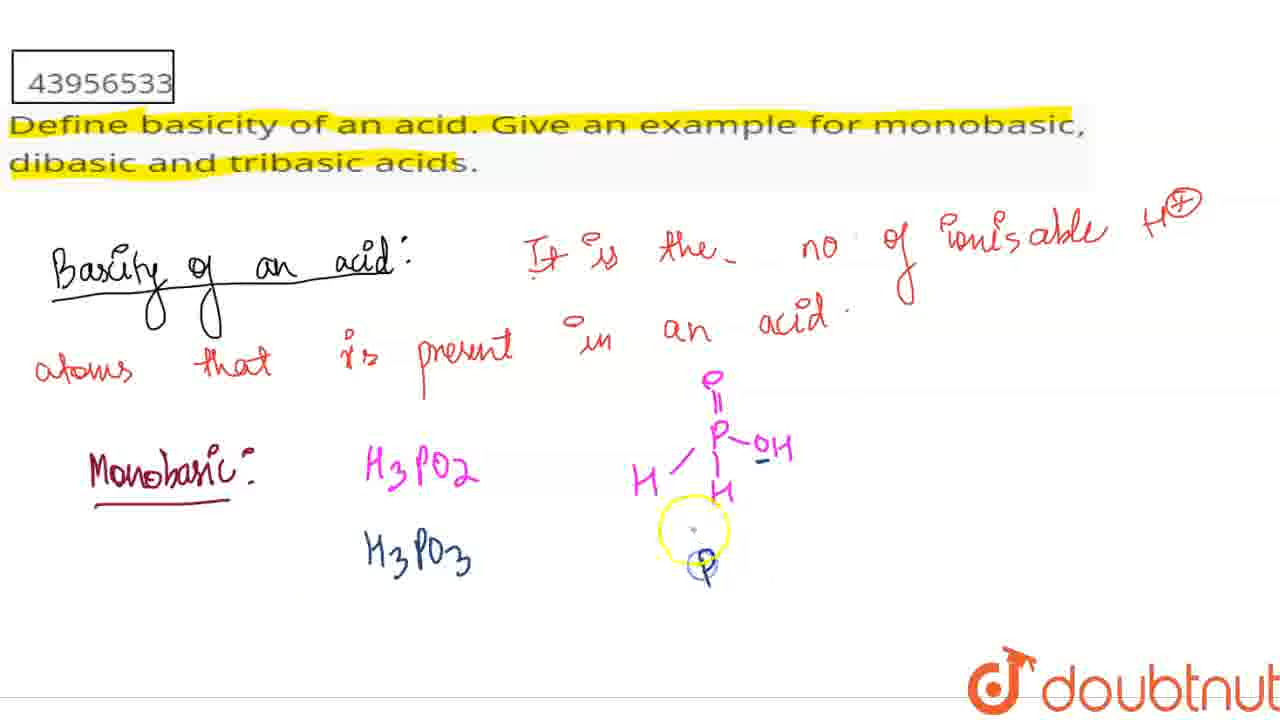 43956533
Define basicity of an acid. Give an example for monobasic,
dibasic and tribasic acids.
Bascity of an acid: It is the no of ionisable H+
atoms that is present in an acid.
O
Monobasic: H3PO2 P OH
H H
H3PO3 P
doubtnut